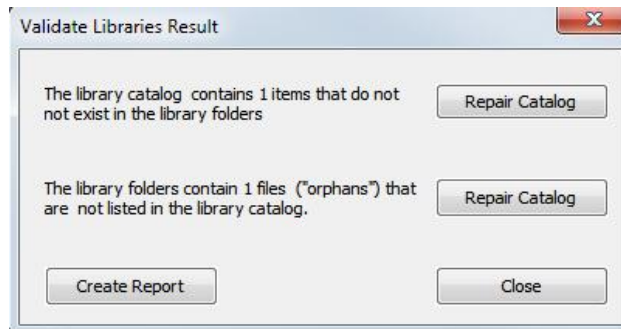 Validate Libraries Result
The library catalog  contains 1 items that do not
not exist in the library folders
Repair Catalog
The library folders contain 1 files  ("orphans") that
are  not listed in the library catalog.
Repair Catalog
Create Report
Close